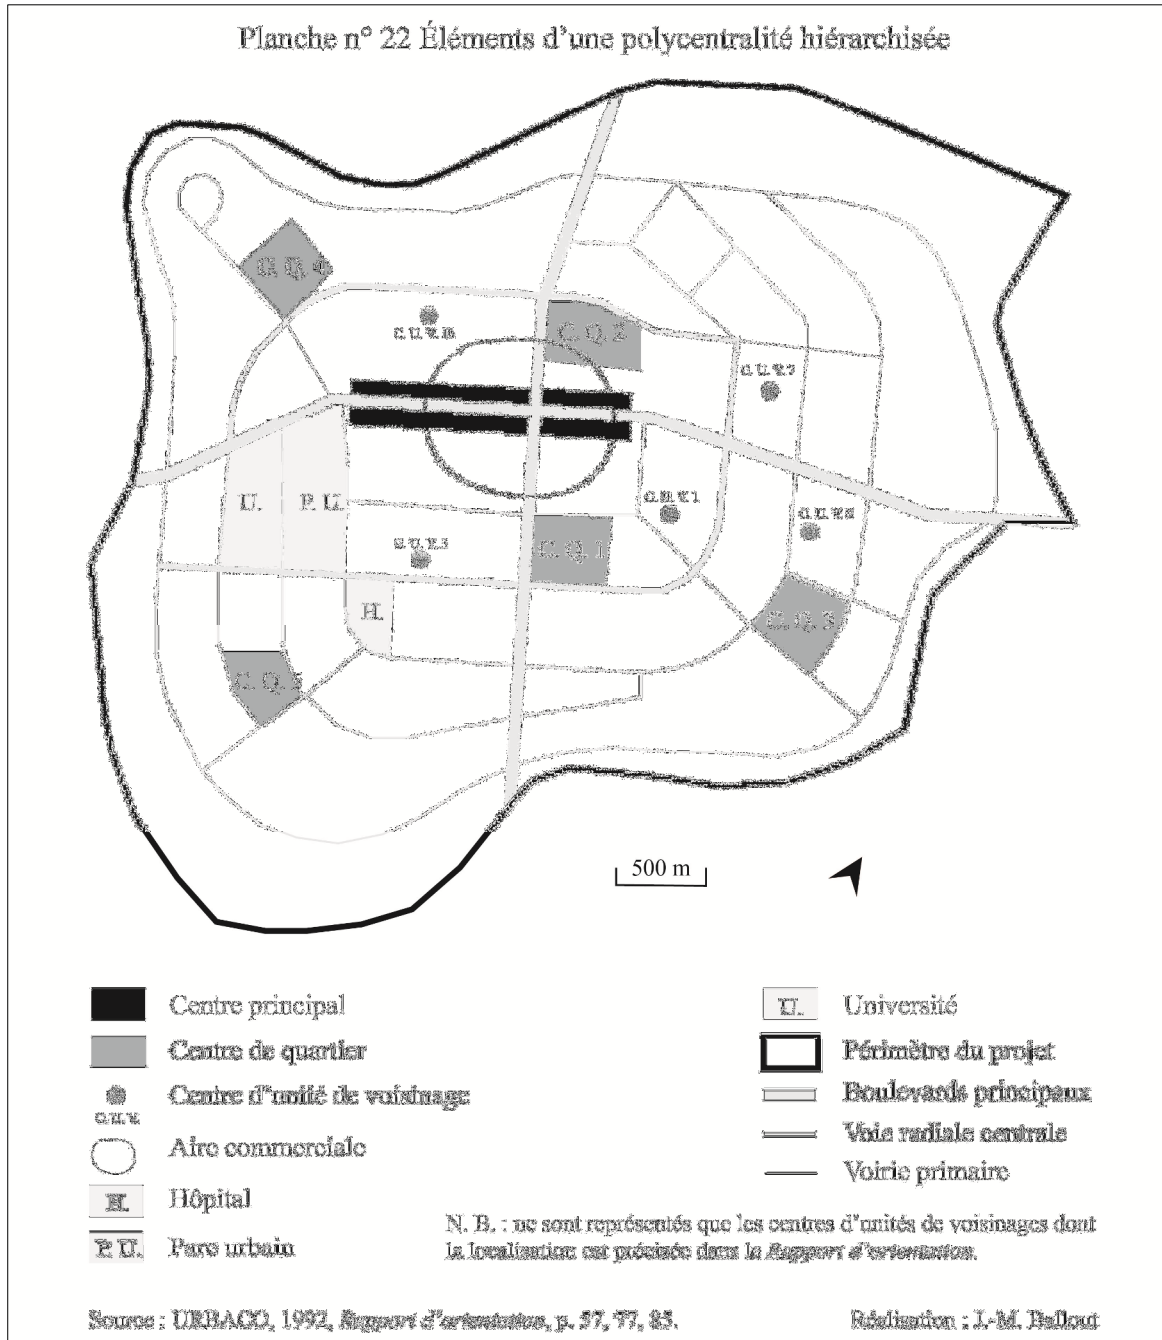 Planche n° 22 Éléments d'une polycentralité hiérarchisée
C. Q. 4
C. Q. 2
C. U. V. 7
U.
P. U.
C. U. V. 1
C. Q. 1
C. U. V. 3
H.
C. Q. 3
C. Q. 5
500 m
Centre principal
Centre de quartier
Centre d'unité de voisinage
C. U. V.
Aire commerciale
H.
Hôpital
P. U.
Parc urbain
U.
Université
Périmètre du projet
Boulevards principaux
Voie radiale centrale
Voirie primaire
N. B. : ne sont représentés que les centres d'unités de voisinages dont
la localisation est précisée dans le Rapport d'orientation.
Source : URBACO, 1992, Rapport d'orientation, p. 57, 77, 85.
Réalisation : J.-M. Ballout